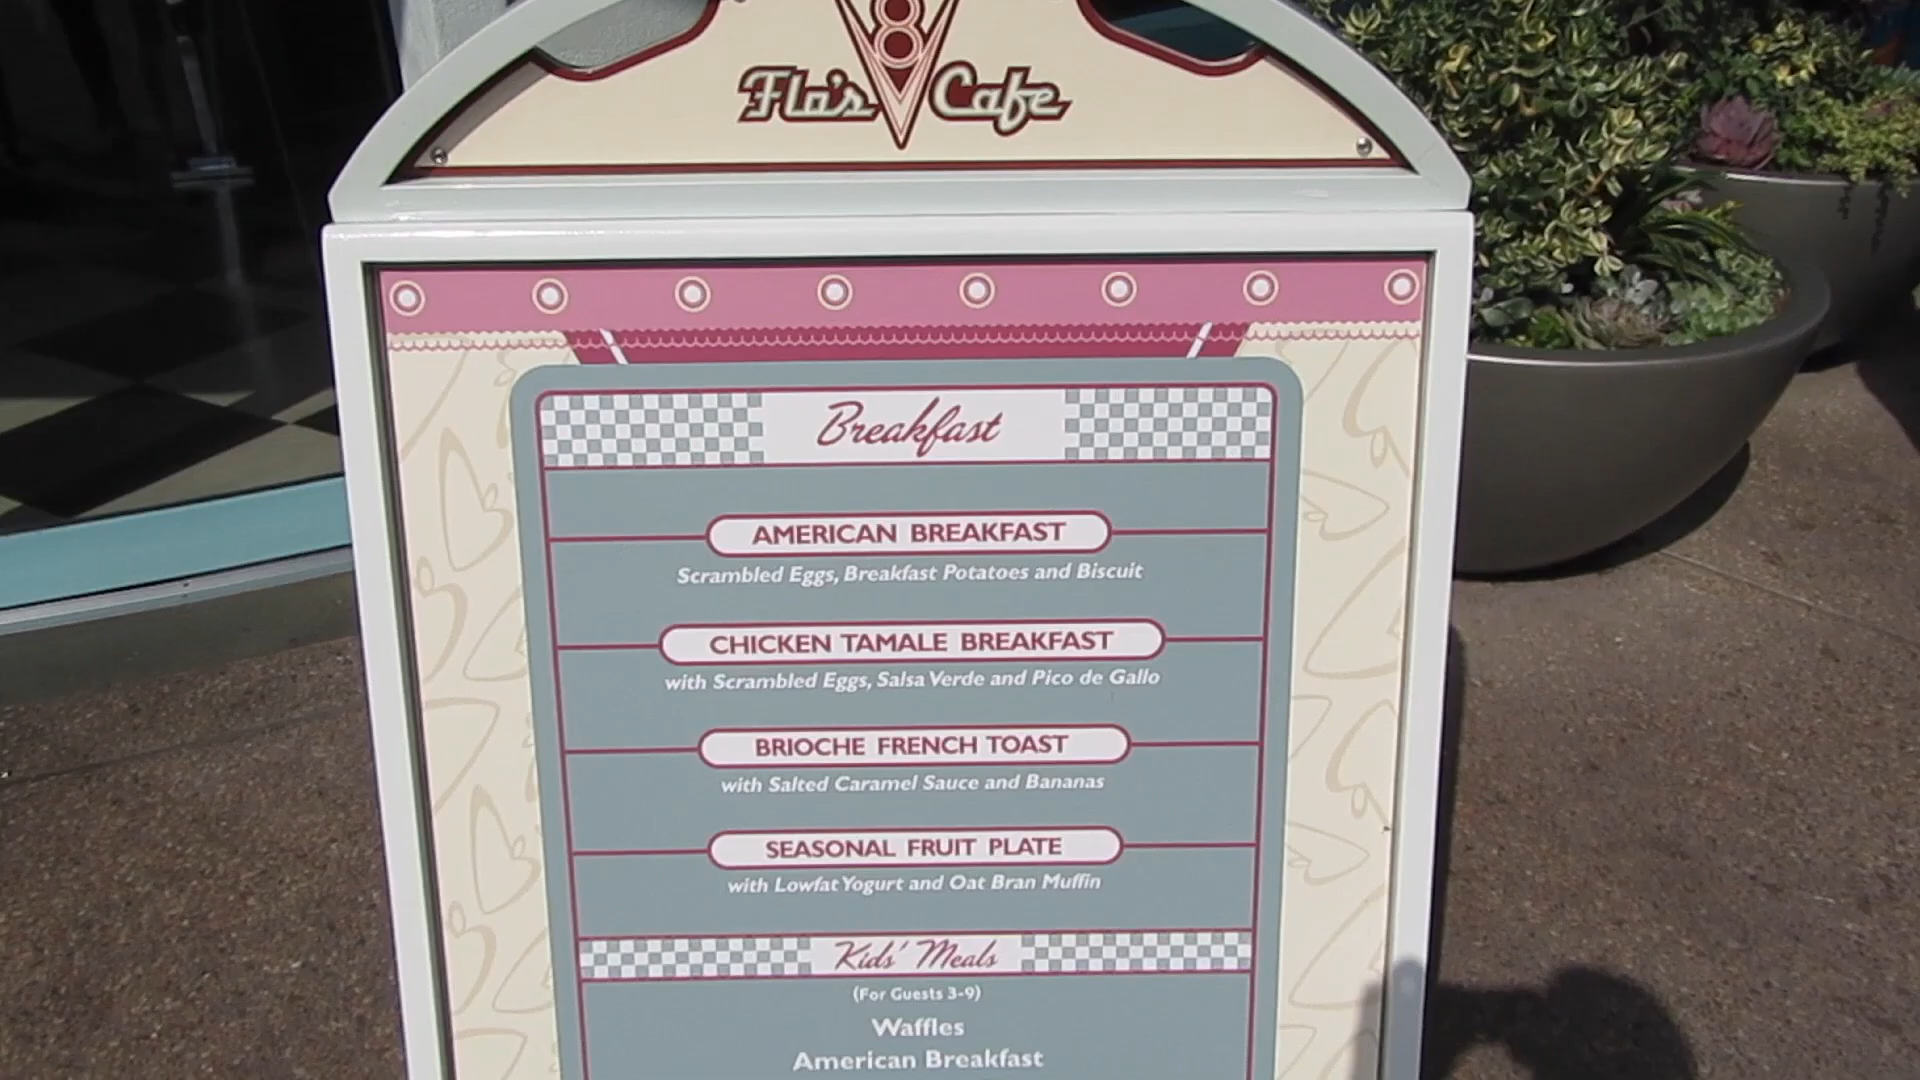 Flo's V8 Cafe
Breakfast
AMERICAN BREAKFAST
Scrambled Eggs, Breakfast Potatoes and Biscuit
CHICKEN TAMALE BREAKFAST
with Scrambled Eggs, Salsa Verde and Pico de Gallo
BRIOCHE FRENCH TOAST
with Salted Caramel Sauce and Bananas
SEASONAL FRUIT PLATE
with Lowfat Yogurt and Oat Bran Muffin
Kids' Meals
(For Guests 3-9)
Waffles
American Breakfast